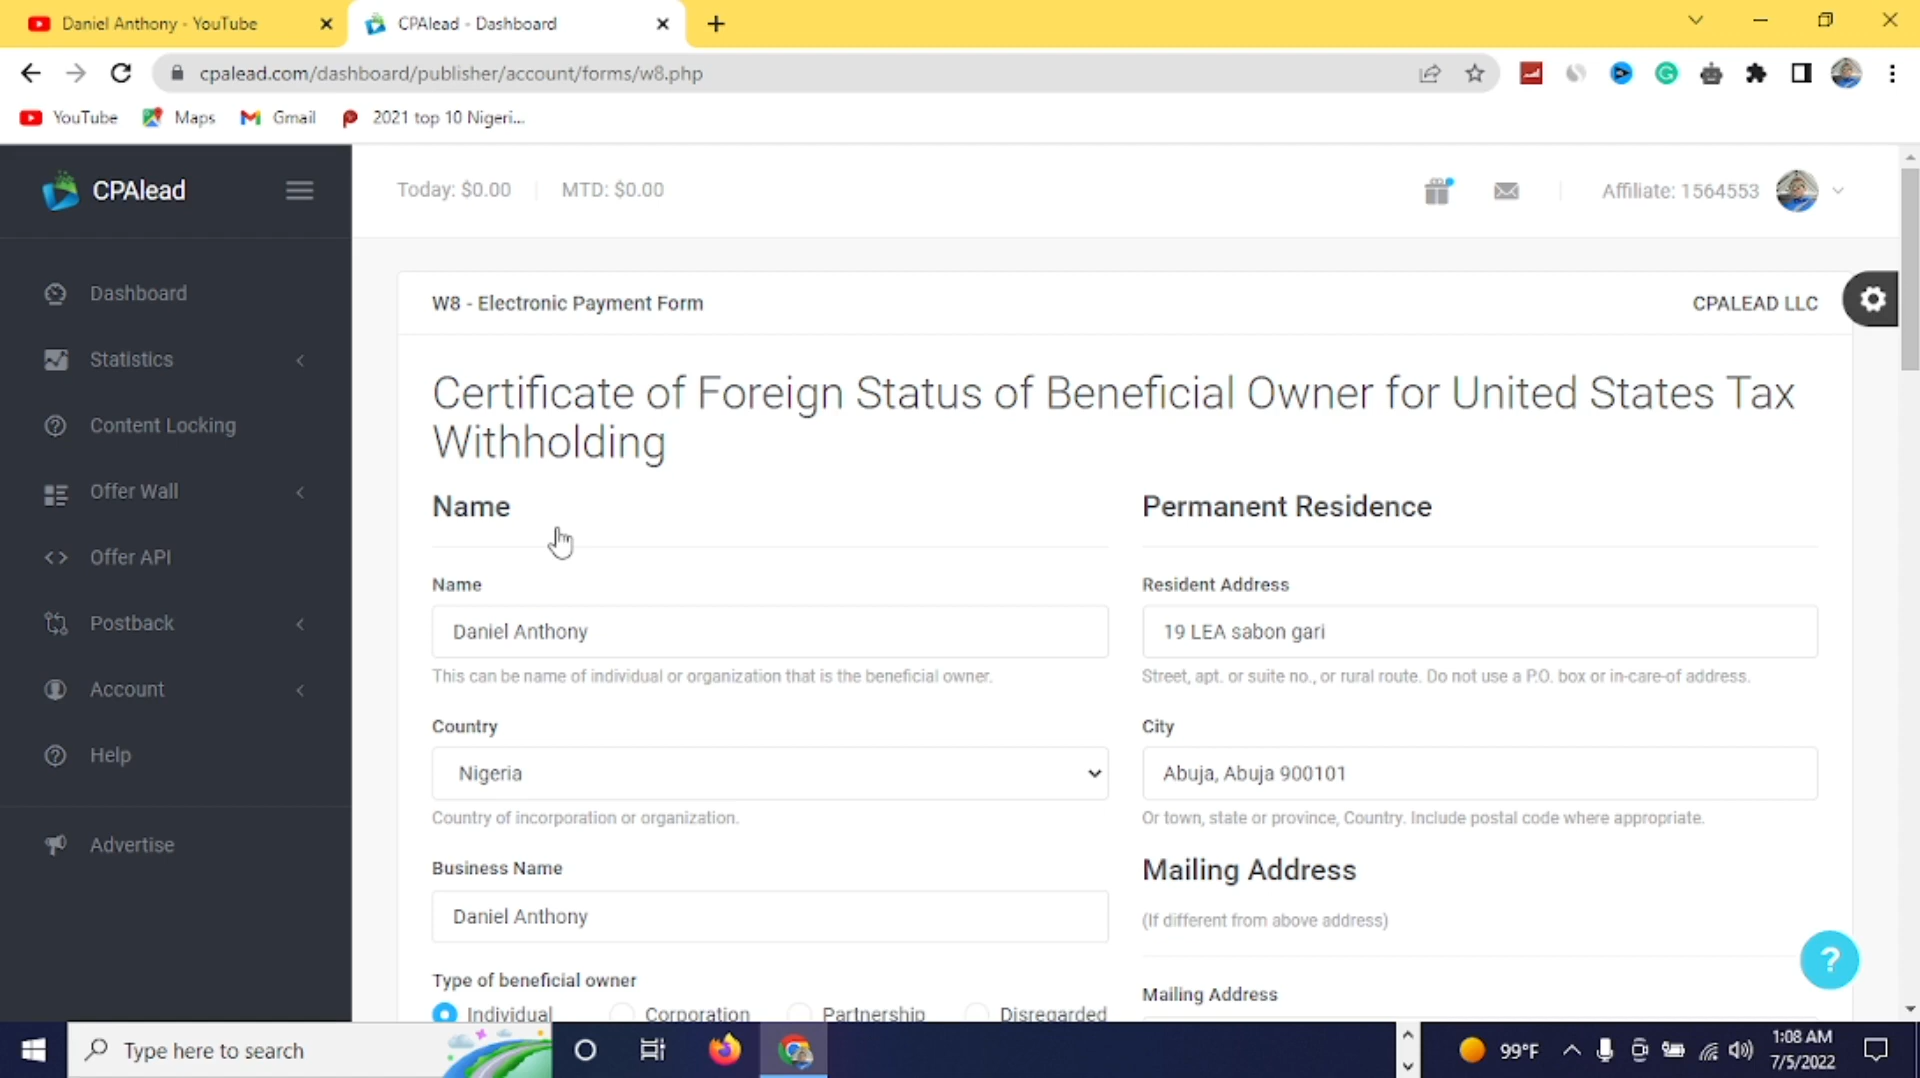 Daniel Anthony - YouTube
CPAlead - Dashboard
cpalead.com/dashboard/publisher/account/forms/w8.php
YouTube
Maps
Gmail
2021 top 10 Nigeri...
CPAlead
Today: $0.00
MTD: $0.00
Affiliate: 1564553
Dashboard
Statistics
Content Locking
Offer Wall
Offer API
Postback
Account
Help
Advertise
W8 - Electronic Payment Form
CPALEAD LLC
Certificate of Foreign Status of Beneficial Owner for United States Tax
Withholding
Name
Name
Daniel Anthony
This can be name of individual or organization that is the beneficial owner.
Country
Nigeria
Country of incorporation or organization.
Business Name
Daniel Anthony
Type of beneficial owner
Individual
Corporation
Partnership
Disregarded
Permanent Residence
Resident Address
19 LEA sabon gari
Street, apt. or suite no., or rural route. Do not use a P.O. box or in-care-of address.
City
Abuja, Abuja 900101
Or town, state or province, Country. Include postal code where appropriate.
Mailing Address
(If different from above address)
Mailing Address
?
Type here to search
99°F
1:08 AM
7/5/2022